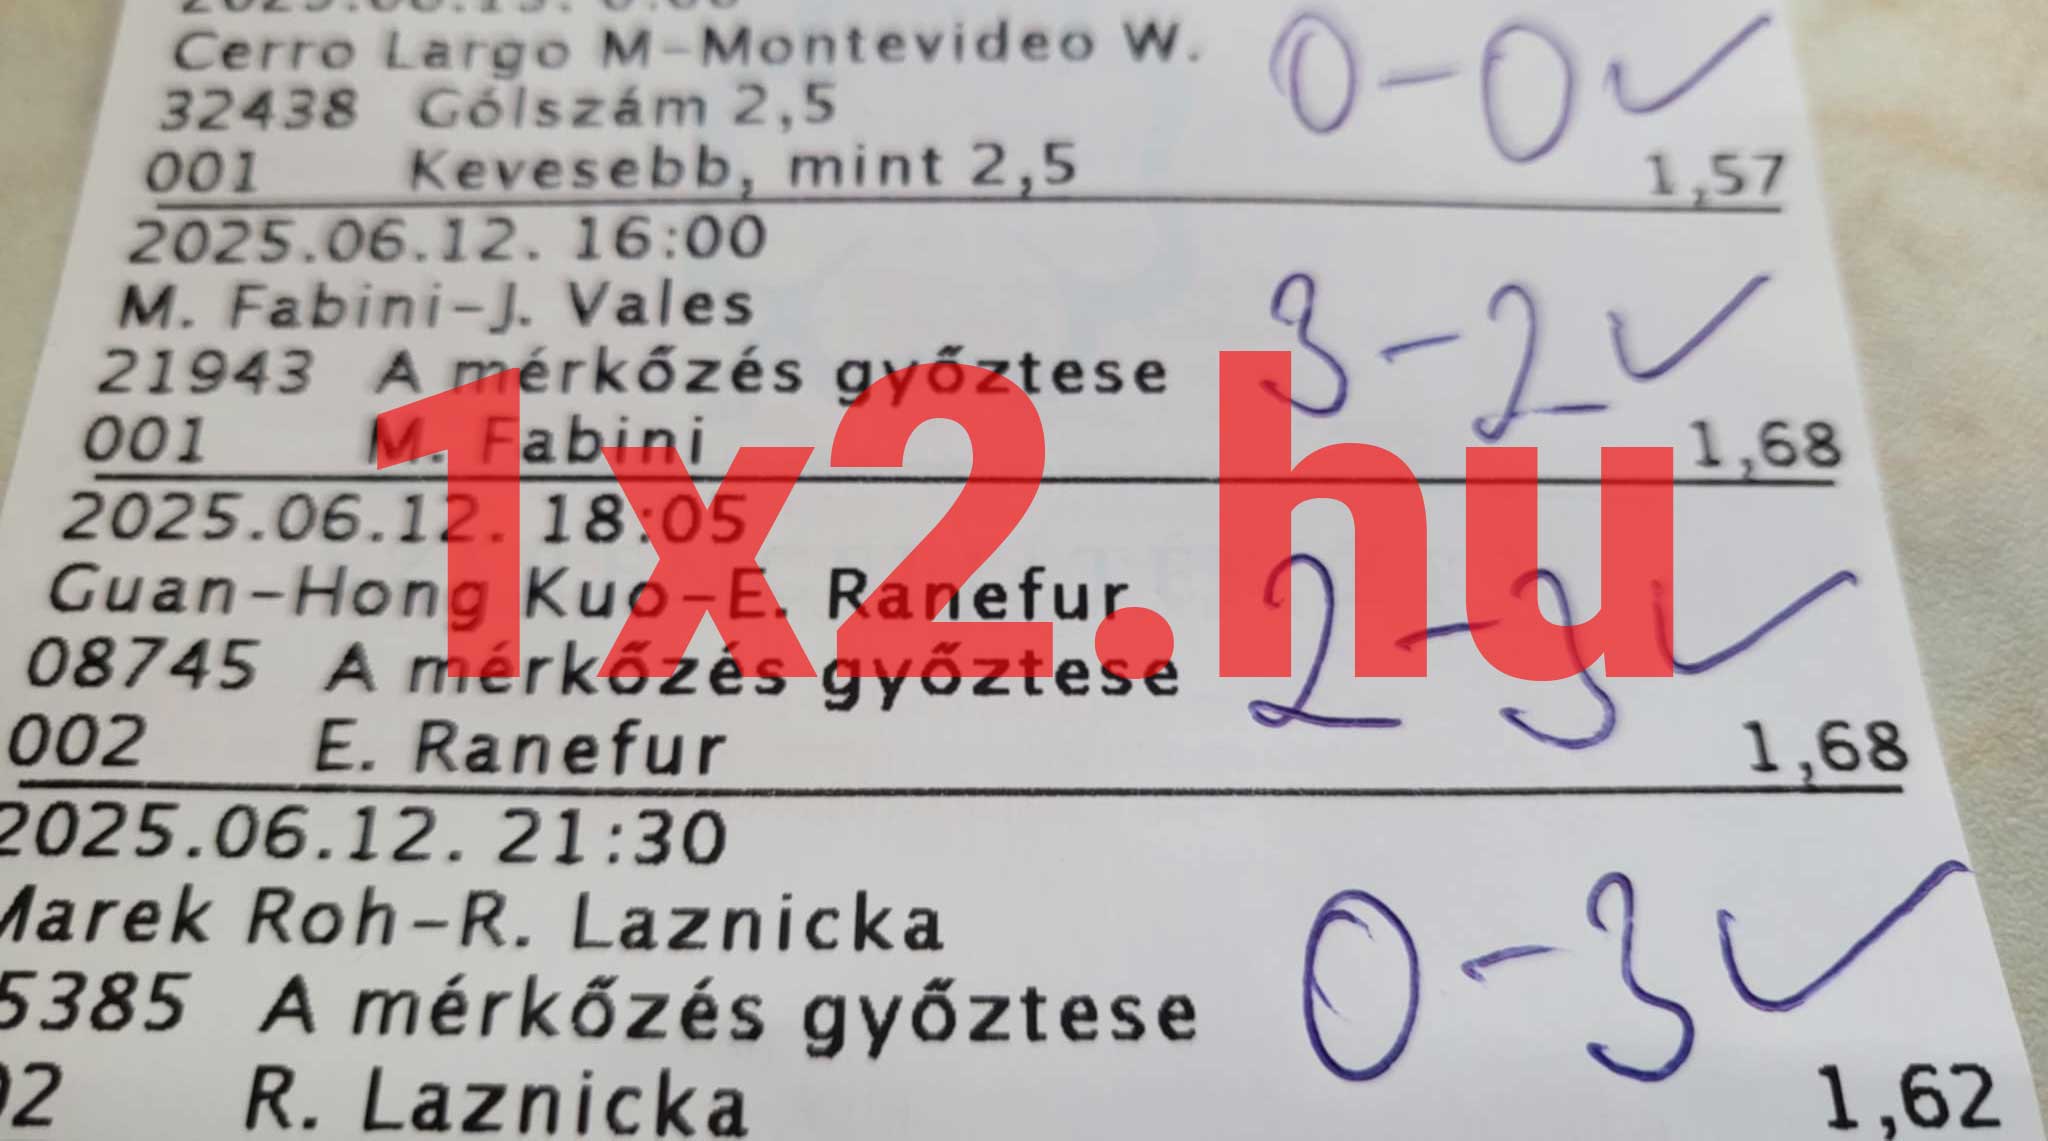 Cerro Largo M-Montevideo W.
32438 Gólszám 2,5
001 Kevesebb, mint 2,5 1,57
0-0 ✓
2025.06.12. 16:00
M. Fabini-J. Vales
21943 A mérkőzés győztese
001 M. Fabini 1,68
3-2 ✓
2025.06.12. 18:05
Guan-Hong Kuo-E. Ranefur
08745 A mérkőzés győztese
002 E. Ranefur 1,68
2-3 ✓
2025.06.12. 21:30
Marek Roh-R. Laznicka
5385 A mérkőzés győztese
02 R. Laznicka 1,62
0-3 ✓
1x2.hu